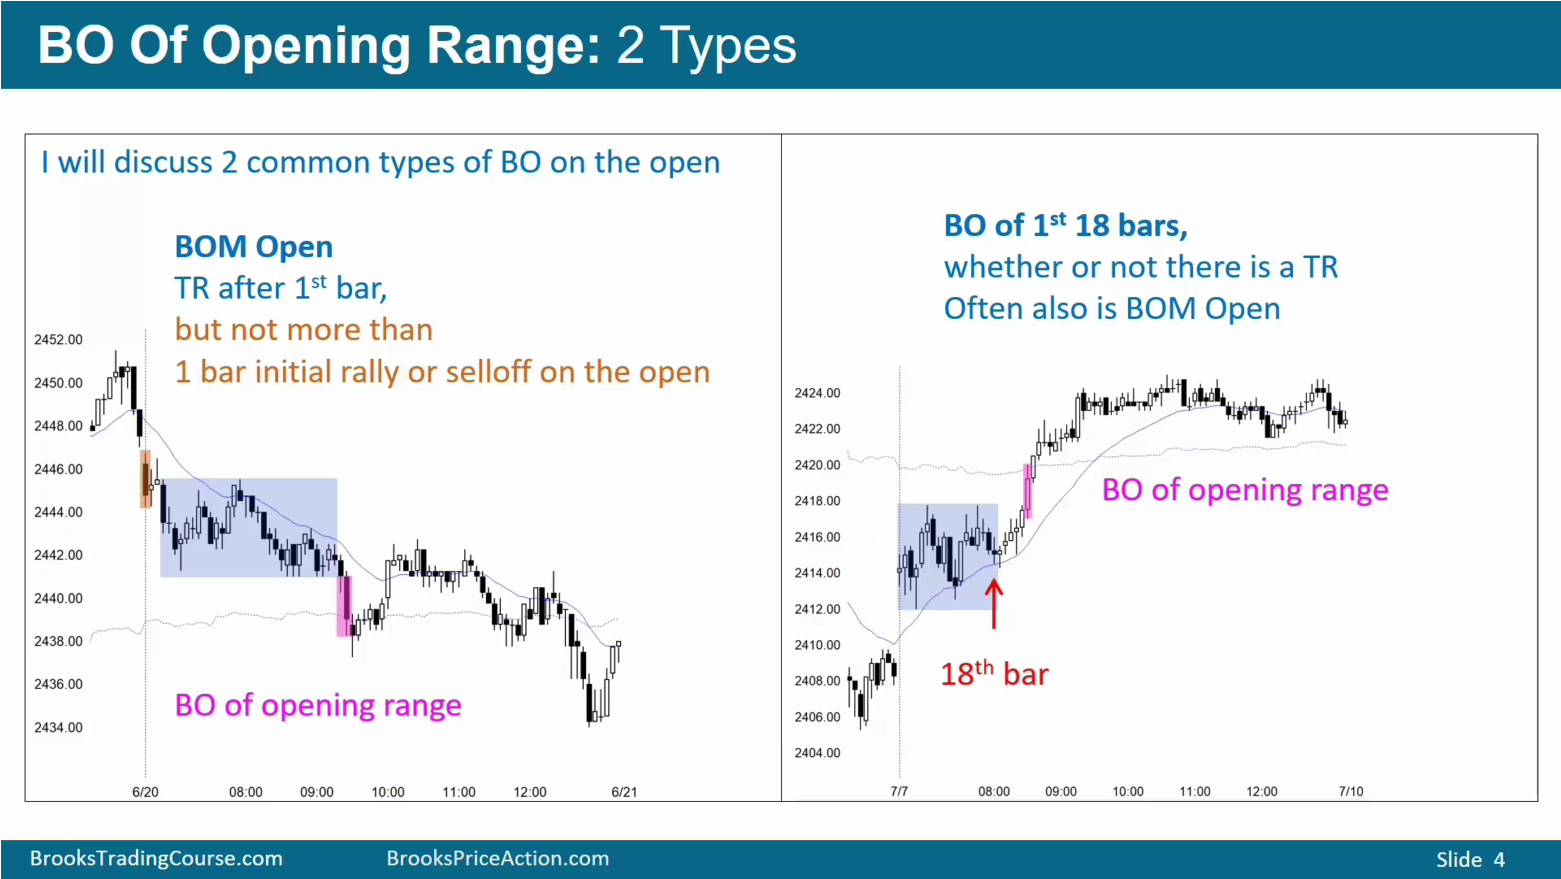 BO Of Opening Range: 2 Types
I will discuss 2 common types of BO on the open
BOM Open
TR after 1st bar,
but not more than
1 bar initial rally or selloff on the open
2452.00
2450.00
2448.00
2446.00
2444.00
2442.00
2440.00
2438.00
2436.00
2434.00
BO of opening range
6/20 08:00 09:00 10:00 11:00 12:00 6/21
BO of 1st 18 bars,
whether or not there is a TR
Often also is BOM Open
2424.00
2422.00
2420.00
2418.00
2416.00
2414.00
2412.00
2410.00
2408.00
2406.00
2404.00
BO of opening range
18th bar
7/7 08:00 09:00 10:00 11:00 12:00 7/10
BrooksTradingCourse.com BrooksPriceAction.com Slide 4